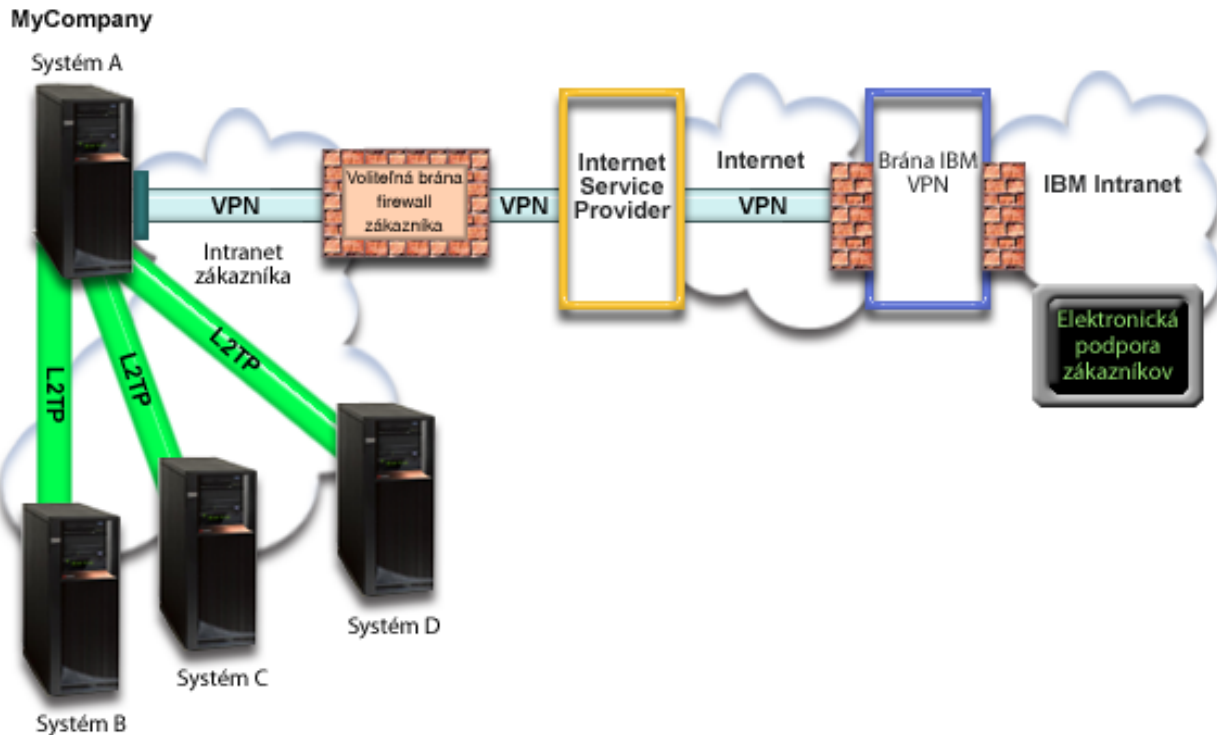 MyCompany
Systém A
VPN
Intranet
zákazníka
Voliteľná brána
firewall
zákazníka
VPN
Internet
Service
Provider
Internet
VPN
Brána IBM
VPN
IBM Intranet
Elektronická
podpora
zákazníkov
L2TP
L2TP
L2TP
Systém D
Systém C
Systém B